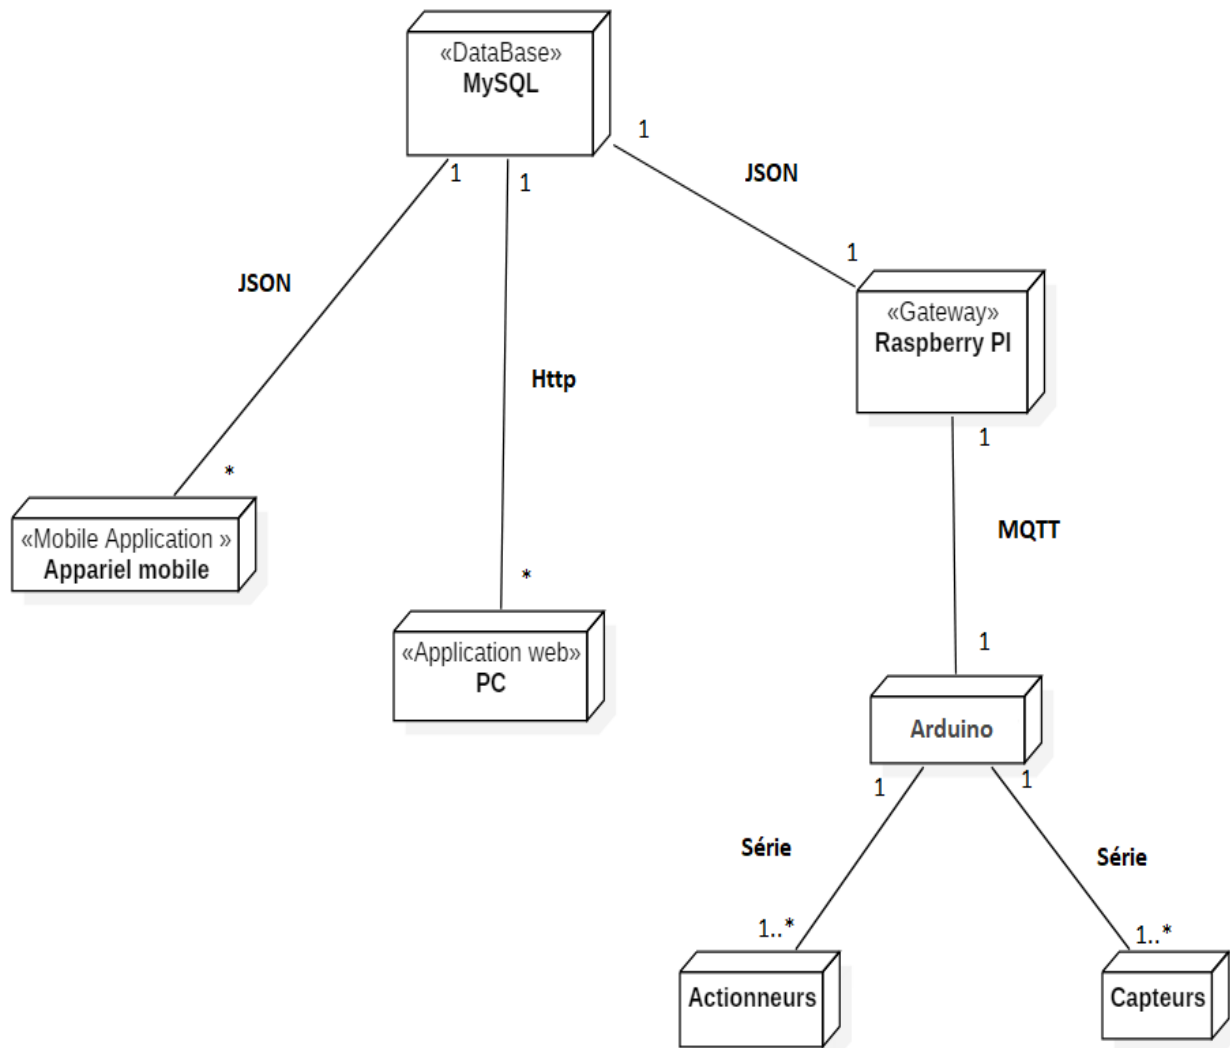 «DataBase»
MySQL
1
1
1
JSON
JSON
1
«Gateway»
Raspberry PI
Http
1
*
MQTT
«Mobile Application »
Appariel mobile
*
«Application web»
PC
1
Arduino
1
1
Série
Série
1..*
1..*
Actionneurs
Capteurs